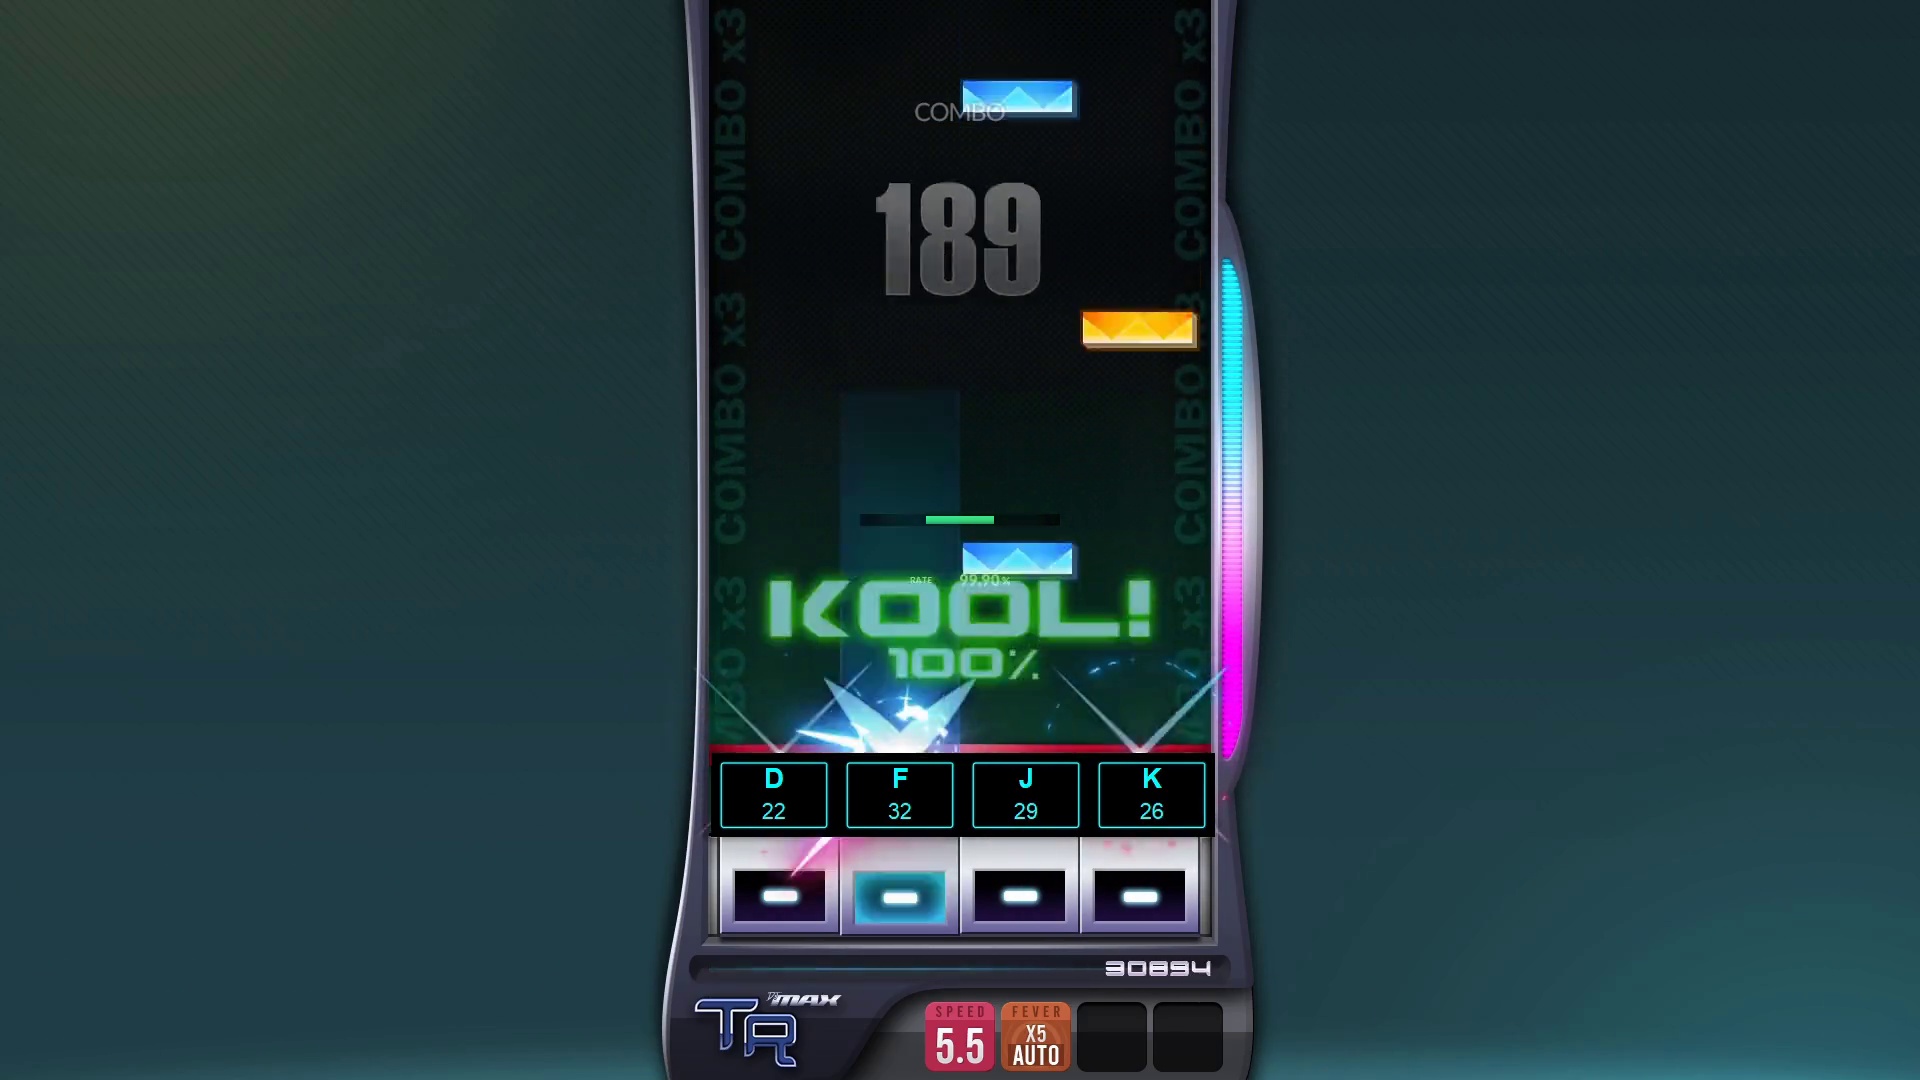 COMBO x3 COMBO x3 COMBO x3
COMBO
189
RATE 99.90%
KOOL!
100%
D F J K
22 32 29 26
30894
MAX
TR
SPEED FEVER
5.5 X5
AUTO
COMBO x3 COMBO x3 COMBO x3